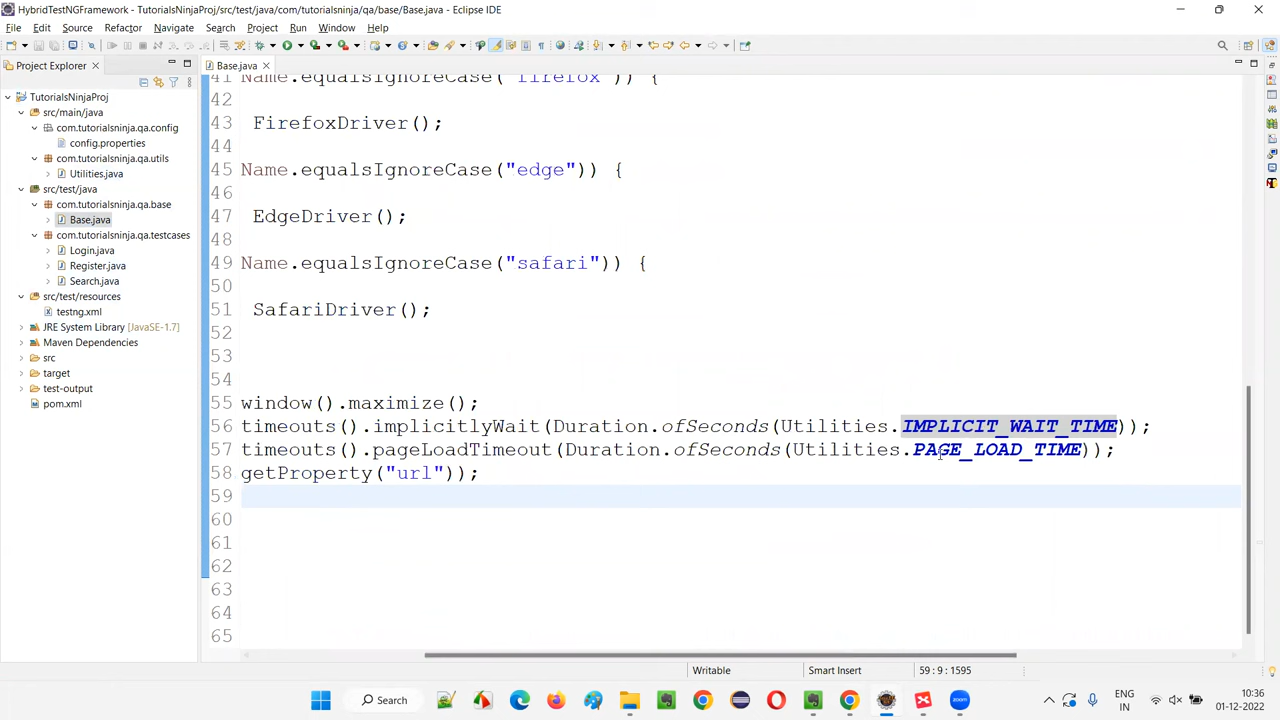 HybridTestNGFramework - TutorialsNinjaProj/src/test/java/com/tutorialsninja/qa/base/Base.java - Eclipse IDE
File Edit Source Refactor Navigate Search Project Run Window Help
Project Explorer
Base.java
TutorialsNinjaProj
src/main/java
com.tutorialsninja.qa.config
config.properties
com.tutorialsninja.qa.utils
Utilities.java
src/test/java
com.tutorialsninja.qa.base
Base.java
com.tutorialsninja.qa.testcases
Login.java
Register.java
Search.java
src/test/resources
testng.xml
JRE System Library [JavaSE-1.7]
Maven Dependencies
src
target
test-output
pom.xml
41 Name.equalsIgnoreCase("firefox")) {
42
43 FirefoxDriver();
44
45 Name.equalsIgnoreCase("edge")) {
46
47 EdgeDriver();
48
49 Name.equalsIgnoreCase("safari")) {
50
51 SafariDriver();
52
53
54
55 window().maximize();
56 timeouts().implicitlyWait(Duration.ofSeconds(Utilities.IMPLICIT_WAIT_TIME));
57 timeouts().pageLoadTimeout(Duration.ofSeconds(Utilities.PAGE_LOAD_TIME));
58 getProperty("url"));
59
60
61
62
63
64
65
Writable Smart Insert 59 : 9 : 1595
Search
ENG
IN
10:36
01-12-2022